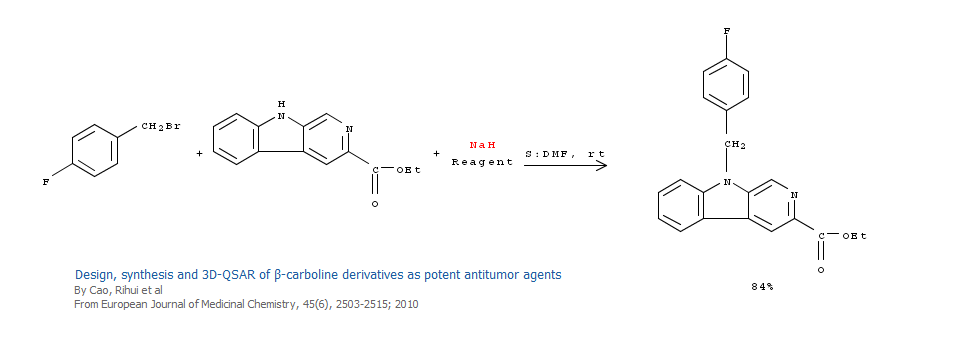 F
H
CH2Br
N
N
NaH
S:DMF, rt
F
+
+
Reagent
CH2
C
OEt
O
N
N
C
OEt
O
84%
Design, synthesis and 3D-QSAR of β-carboline derivatives as potent antitumor agents
By Cao, Rihui et al
From European Journal of Medicinal Chemistry, 45(6), 2503-2515; 2010